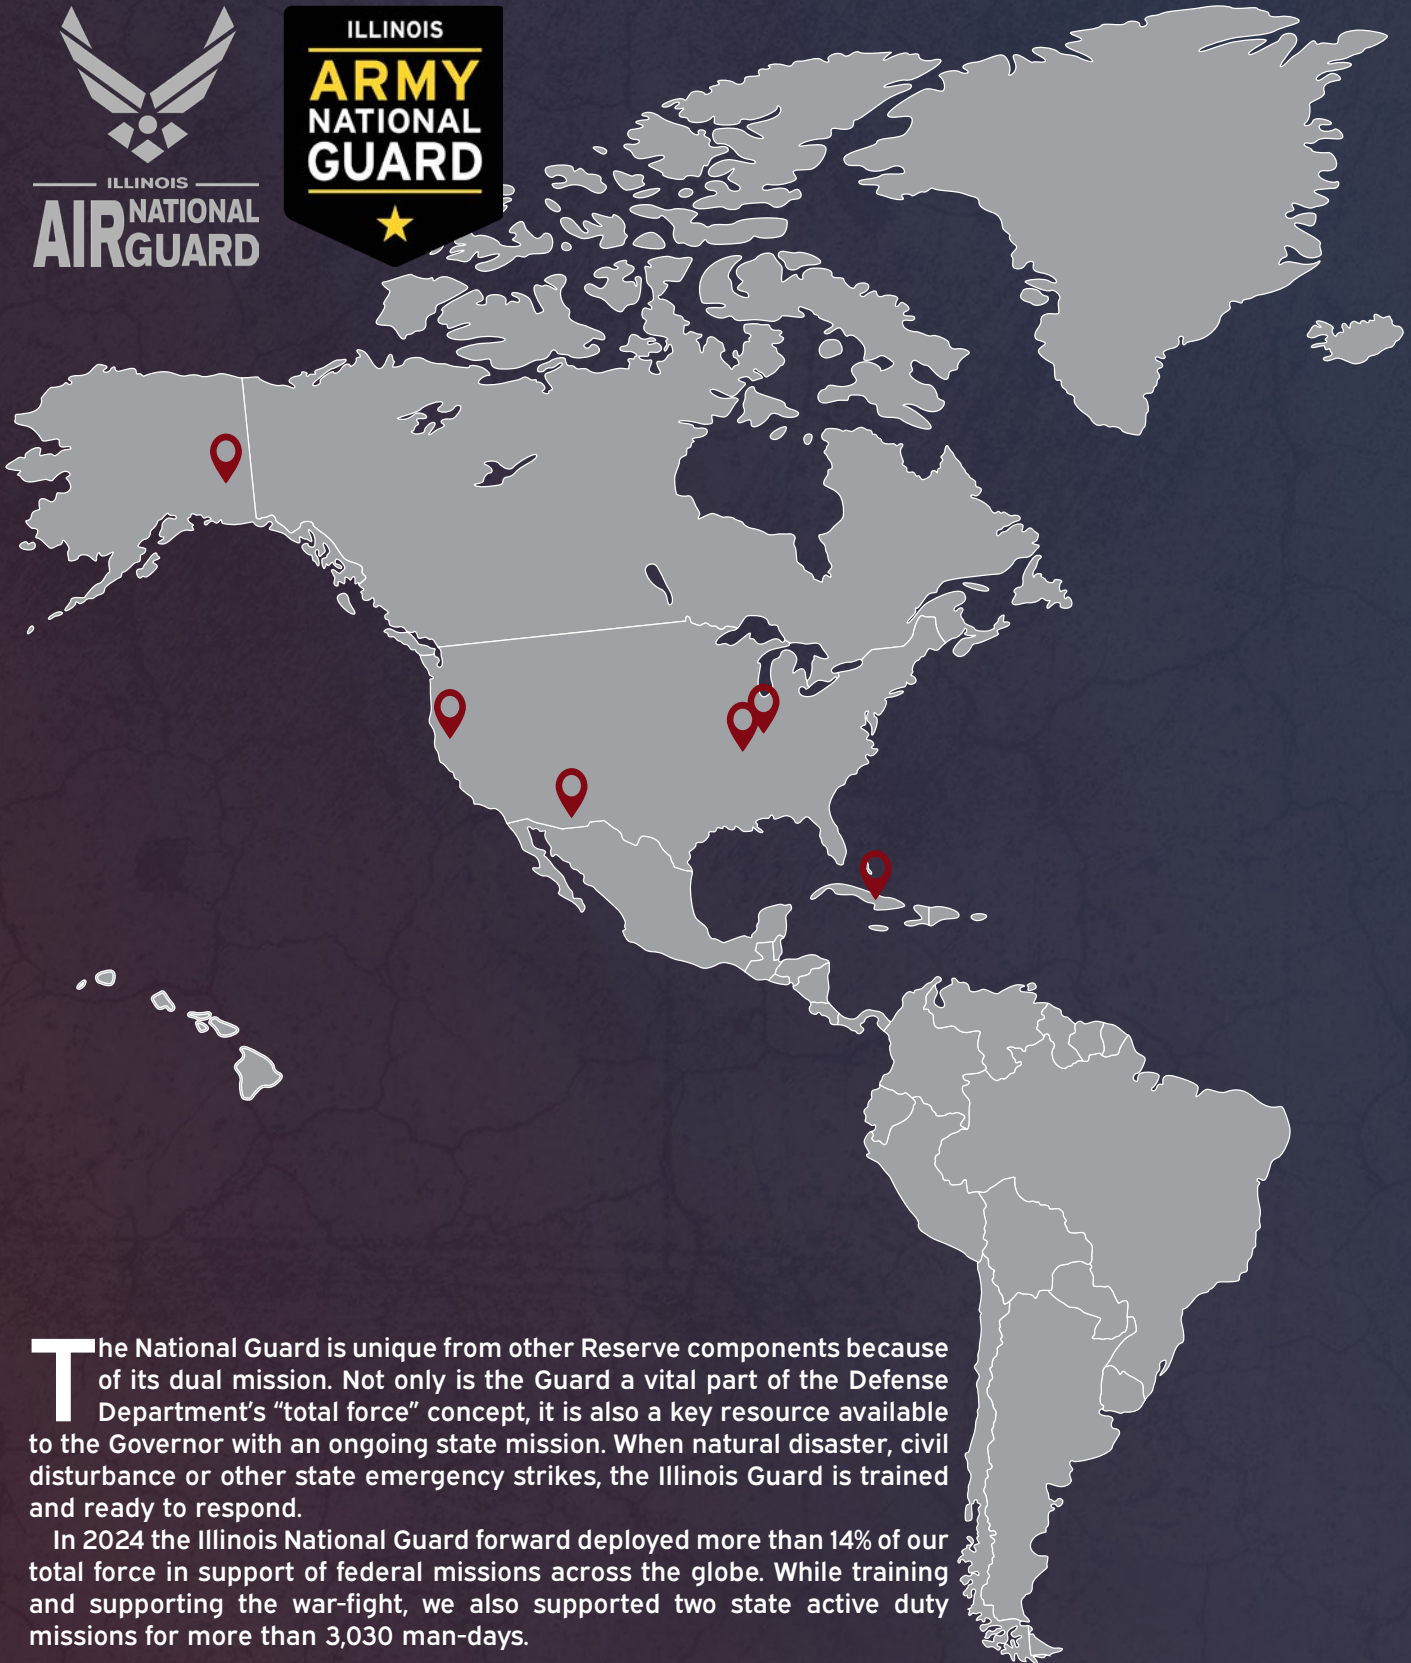 ILLINOIS
AIR NATIONAL
GUARD
ILLINOIS
ARMY
NATIONAL
GUARD
The National Guard is unique from other Reserve components because
of its dual mission. Not only is the Guard a vital part of the Defense
Department's “total force” concept, it is also a key resource available
to the Governor with an ongoing state mission. When natural disaster, civil
disturbance or other state emergency strikes, the Illinois Guard is trained
and ready to respond.
In 2024 the Illinois National Guard forward deployed more than 14% of our
total force in support of federal missions across the globe. While training
and supporting the war-fight, we also supported two state active duty
missions for more than 3,030 man-days.